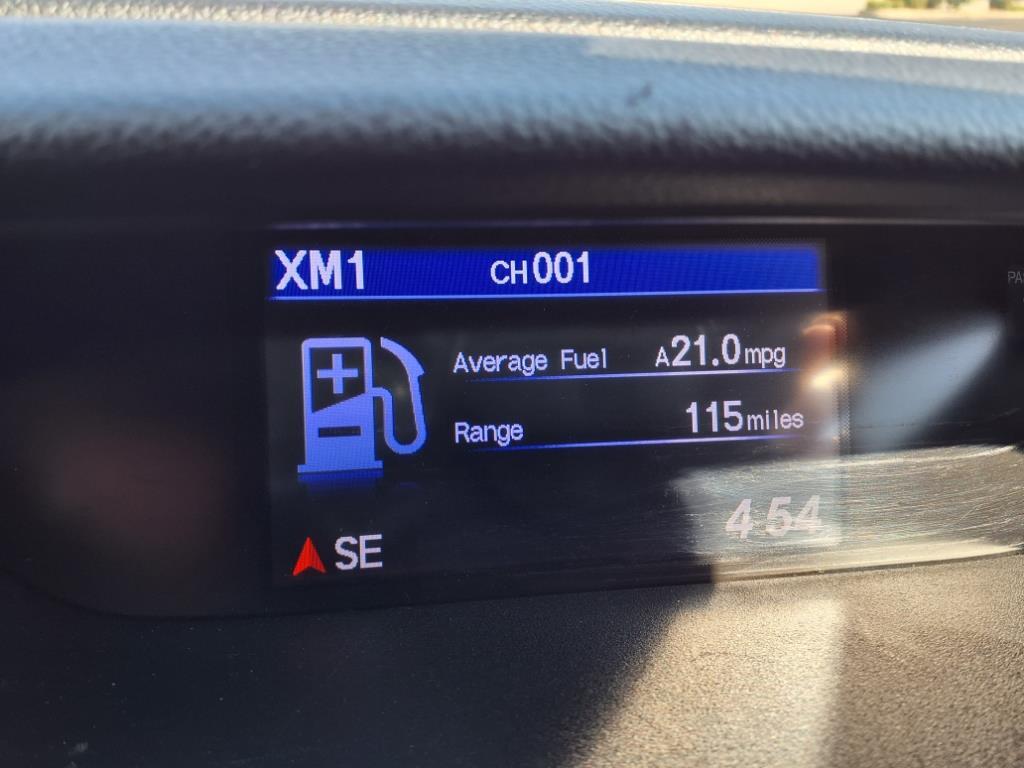 XM1 CH001
Average Fuel A21.0mpg
Range 115miles
SE 4:54